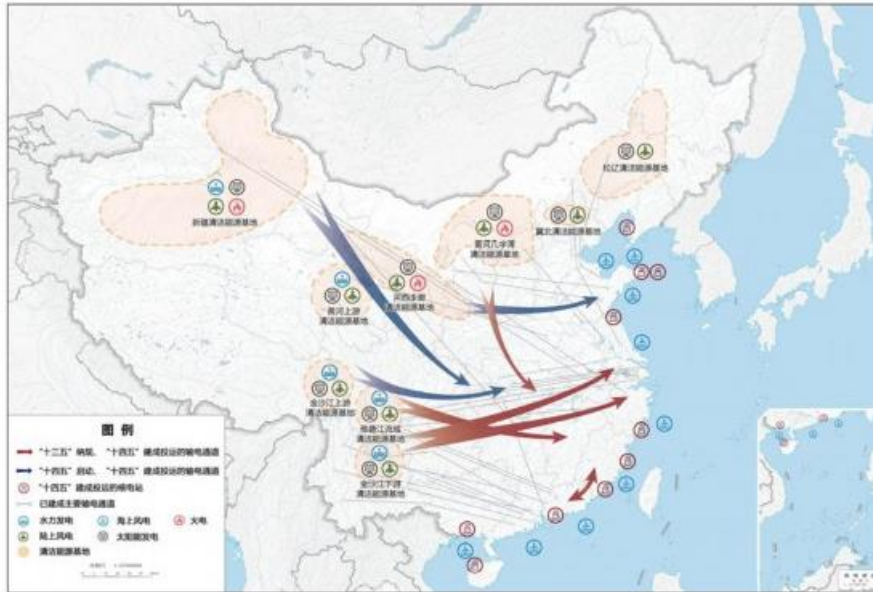 松辽清洁能源基地
新疆清洁能源基地
黄河几字湾
清洁能源基地
冀北清洁能源基地
河西走廊
清洁能源基地
黄河上游
清洁能源基地
金沙江上游
清洁能源基地
雅砻江流域
清洁能源基地
金沙江下游
清洁能源基地
图 例
“十四五”建成投运的输电通道
“十四五”启动、“十四五”建成投运的输电通道
“十四五”建成投运的核电站
已建成主要输电通道
水力发电
海上风电
火电
陆上风电
太阳能发电
清洁能源基地